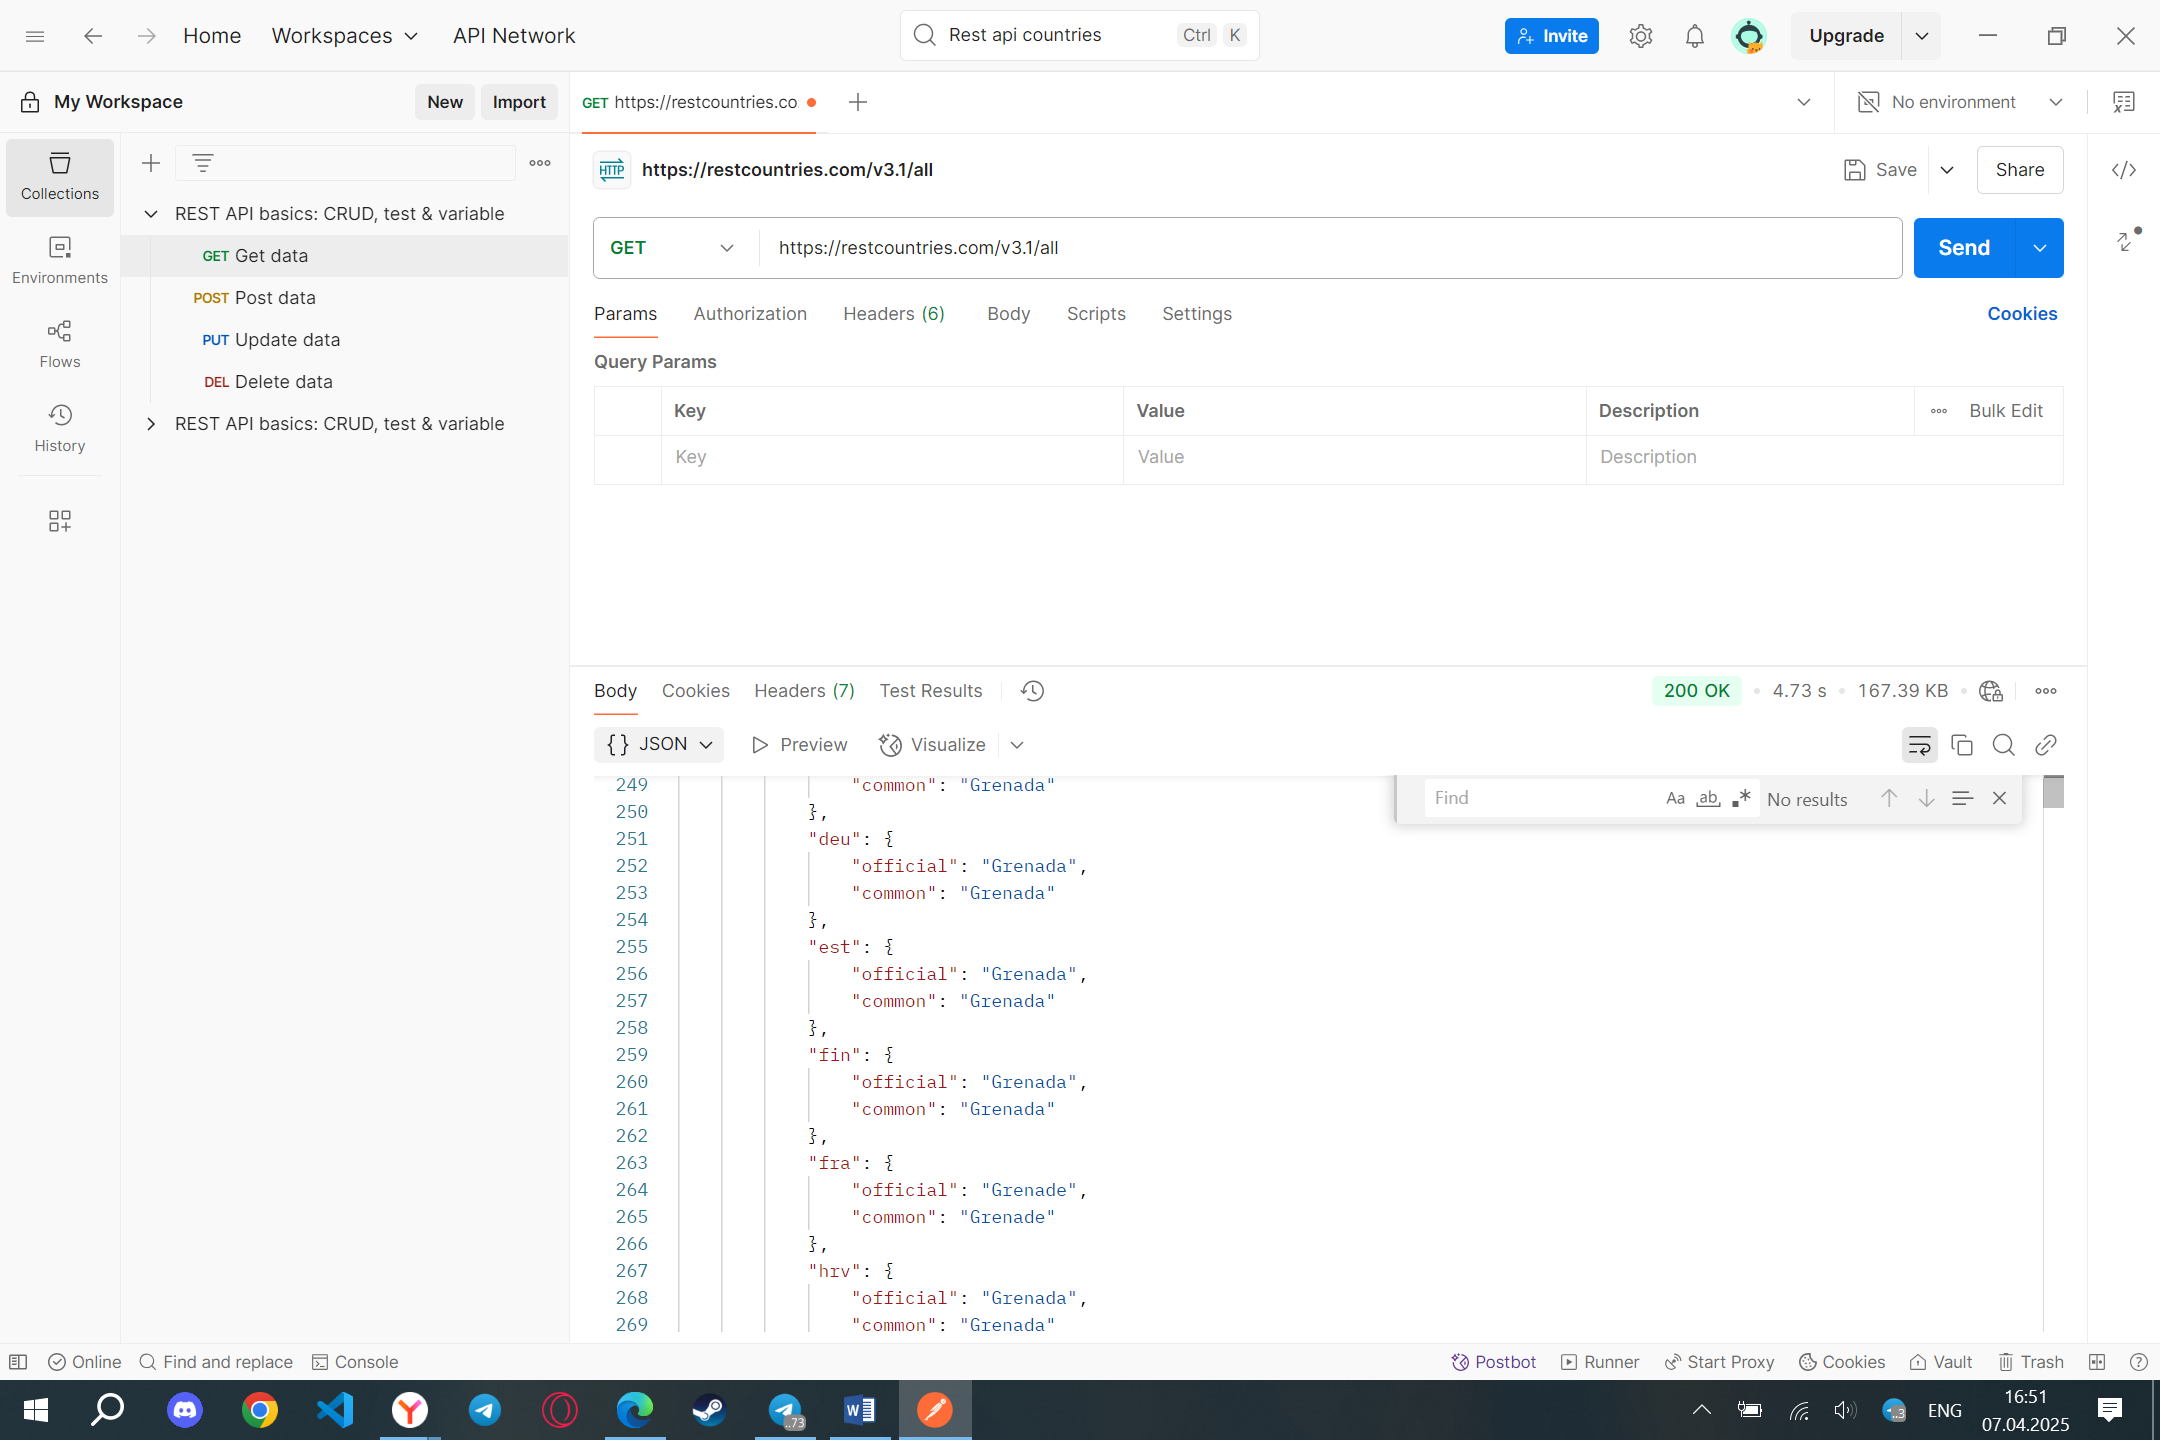 Home
Workspaces
API Network
Rest api countries
Ctrl K
Invite
Upgrade
My Workspace
New
Import
GET https://restcountries.co
No environment
Collections
Environments
Flows
History
REST API basics: CRUD, test & variable
GET Get data
POST Post data
PUT Update data
DEL Delete data
REST API basics: CRUD, test & variable
HTTP https://restcountries.com/v3.1/all
Save
Share
GET
https://restcountries.com/v3.1/all
Send
Params Authorization Headers (6) Body Scripts Settings
Cookies
Query Params
Key Value Description Bulk Edit
Key Value Description
Body Cookies Headers (7) Test Results
200 OK 4.73 s 167.39 KB
{} JSON Preview Visualize
Find Aa ab No results
249 "common": "Grenada"
250 },
251 "deu": {
252 "official": "Grenada",
253 "common": "Grenada"
254 },
255 "est": {
256 "official": "Grenada",
257 "common": "Grenada"
258 },
259 "fin": {
260 "official": "Grenada",
261 "common": "Grenada"
262 },
263 "fra": {
264 "official": "Grenade",
265 "common": "Grenade"
266 },
267 "hrv": {
268 "official": "Grenada",
269 "common": "Grenada"
Online Find and replace Console
Postbot Runner Start Proxy Cookies Vault Trash
..73
..3
ENG
16:51
07.04.2025